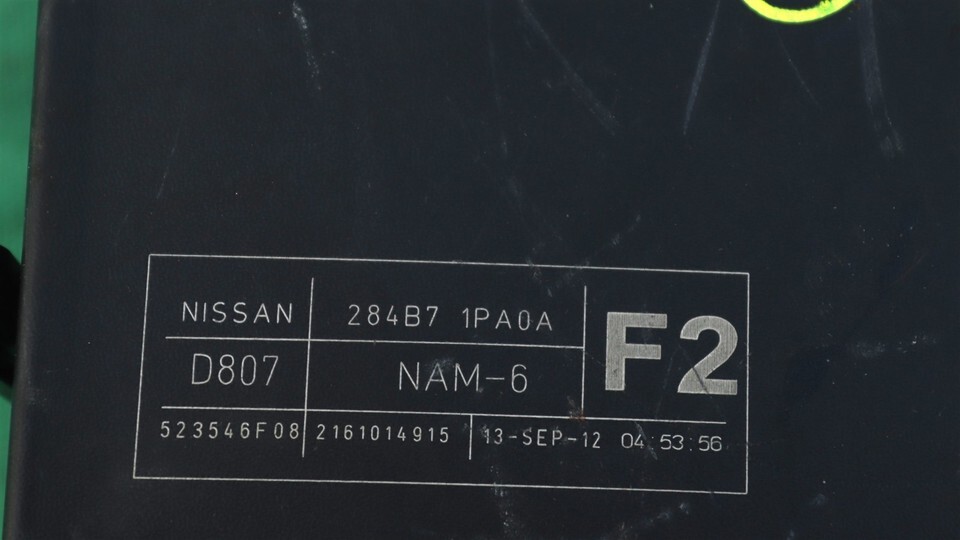 NISSAN 284B7 1PA0A F2
D807 NAM-6
523546F08 2161014915 13-SEP-12 04:53:56